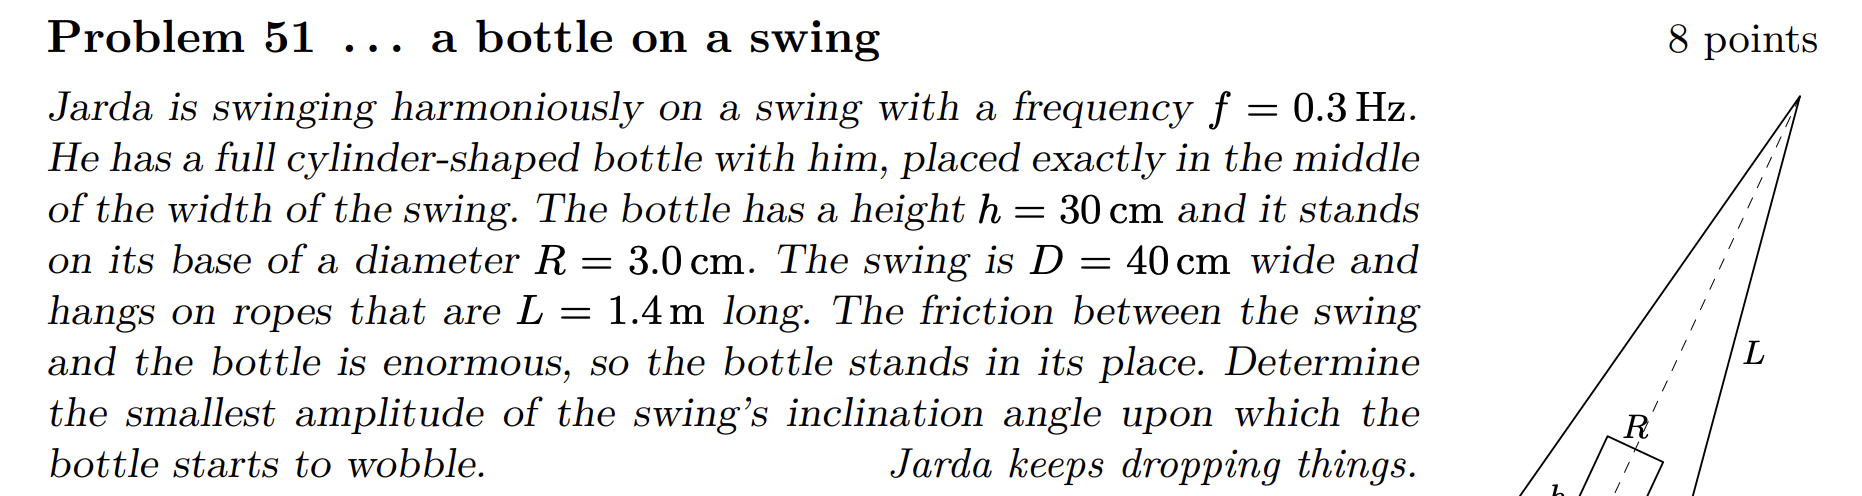 Problem 51 ... a bottle on a swing 8 points
Jarda is swinging harmoniously on a swing with a frequency f = 0.3 Hz.
He has a full cylinder-shaped bottle with him, placed exactly in the middle
of the width of the swing. The bottle has a height h = 30 cm and it stands
on its base of a diameter R = 3.0 cm. The swing is D = 40 cm wide and
hangs on ropes that are L = 1.4 m long. The friction between the swing
and the bottle is enormous, so the bottle stands in its place. Determine
the smallest amplitude of the swing's inclination angle upon which the
bottle starts to wobble. Jarda keeps dropping things.
L
R
h